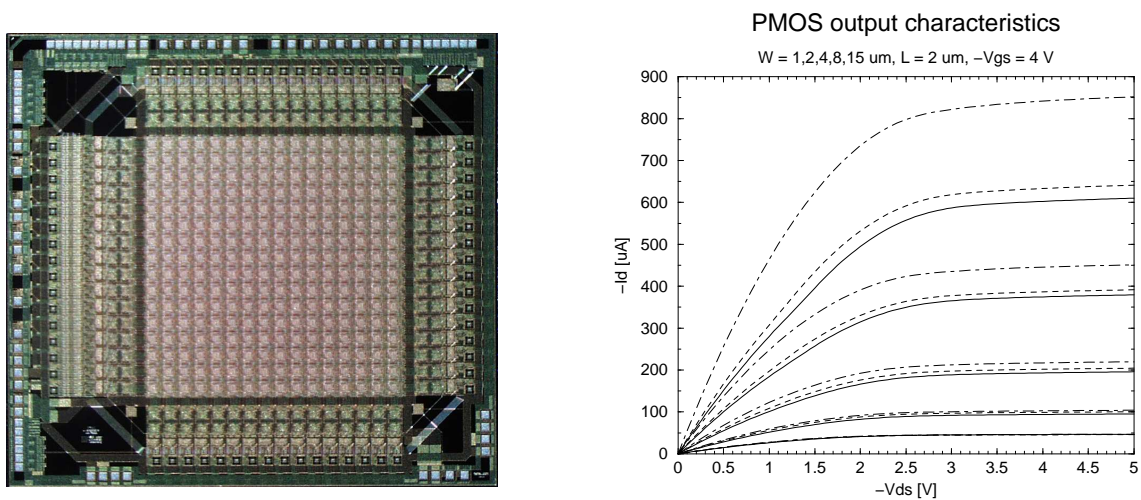 PMOS output characteristics
W = 1,2,4,8,15 um, L = 2 um, −Vgs = 4 V
900
800
700
600
500
400
300
200
100
0
−Id [uA]
0 0.5 1 1.5 2 2.5 3 3.5 4 4.5 5
−Vds [V]